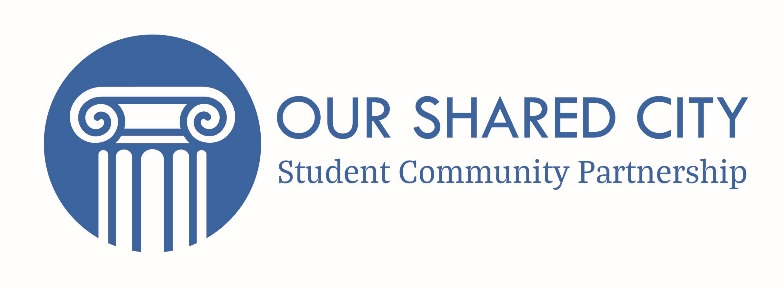 OUR SHARED CITY
Student Community Partnership